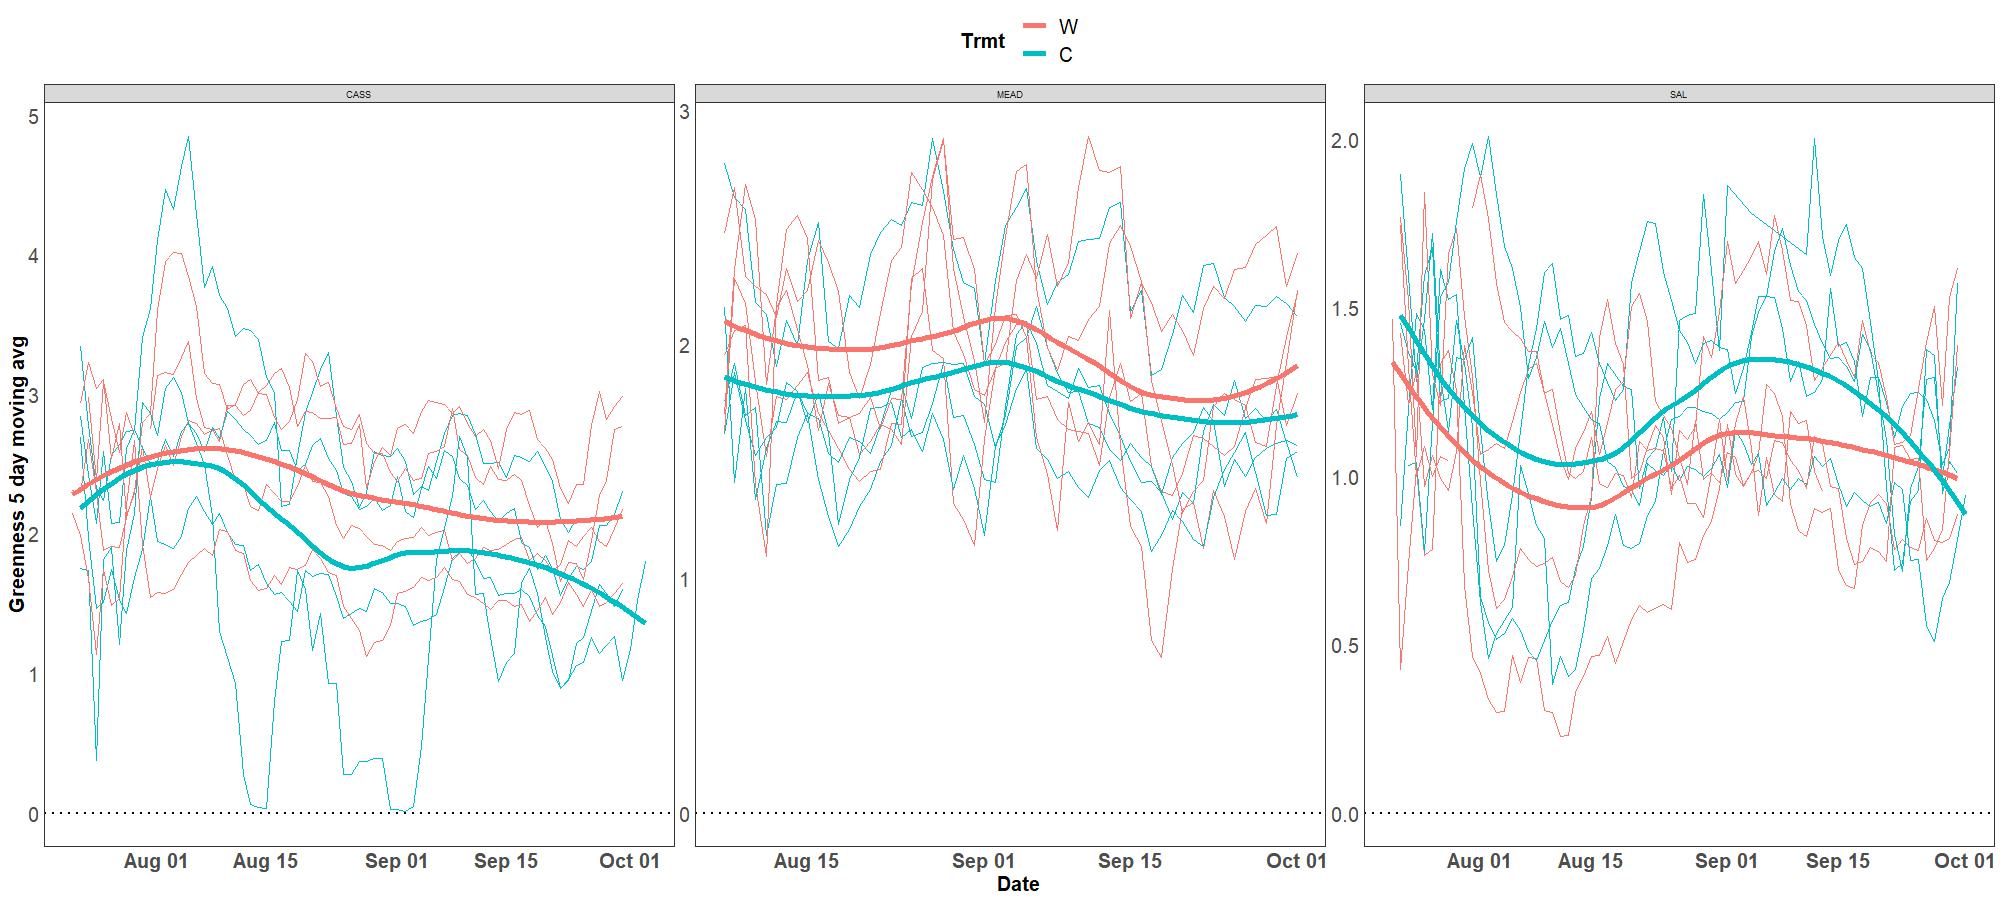 Trmt
W
C
CASS
MEAD
SAL
Greenness 5 day moving avg
5
4
3
2
1
0
3
2
1
0
2.0
1.5
1.0
0.5
0.0
Aug 01 Aug 15 Sep 01 Sep 15 Oct 01
Aug 15 Sep 01 Sep 15 Oct 01
Aug 01 Aug 15 Sep 01 Sep 15 Oct 01
Date